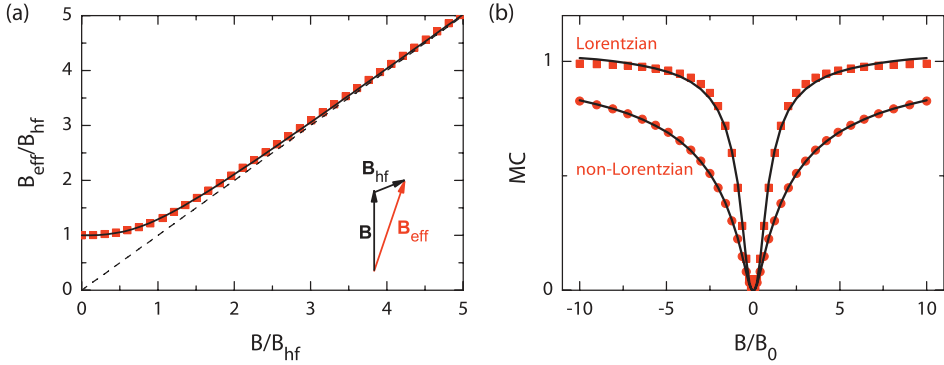 (a)
B_eff/B_hf
5
4
3
2
1
0
B_hf
B
B_eff
0 1 2 3 4 5
B/B_hf
(b)
MC
1
0
Lorentzian
non-Lorentzian
-10 -5 0 5 10
B/B_0